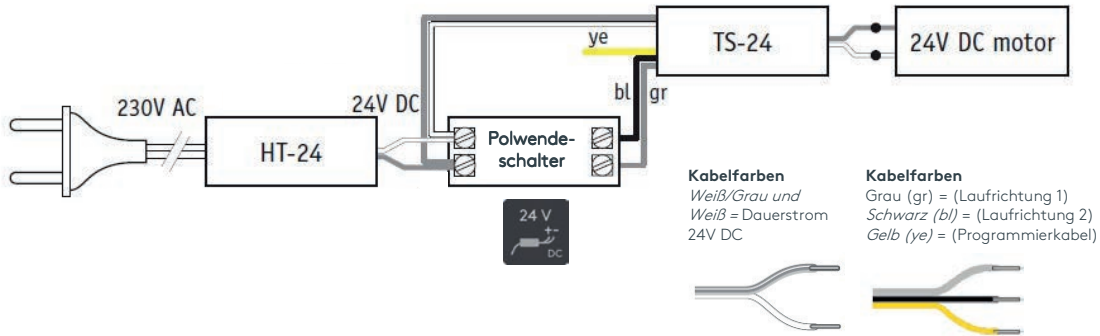 230V AC
HT-24
24V DC
Polwende-
schalter
ye
bl
gr
TS-24
24V DC motor
24 V
+-
DC
Kabelfarben
Weiß/Grau und
Weiß = Dauerstrom
24V DC
Kabelfarben
Grau (gr) = (Laufrichtung 1)
Schwarz (bl) = (Laufrichtung 2)
Gelb (ye) = (Programmierkabel)